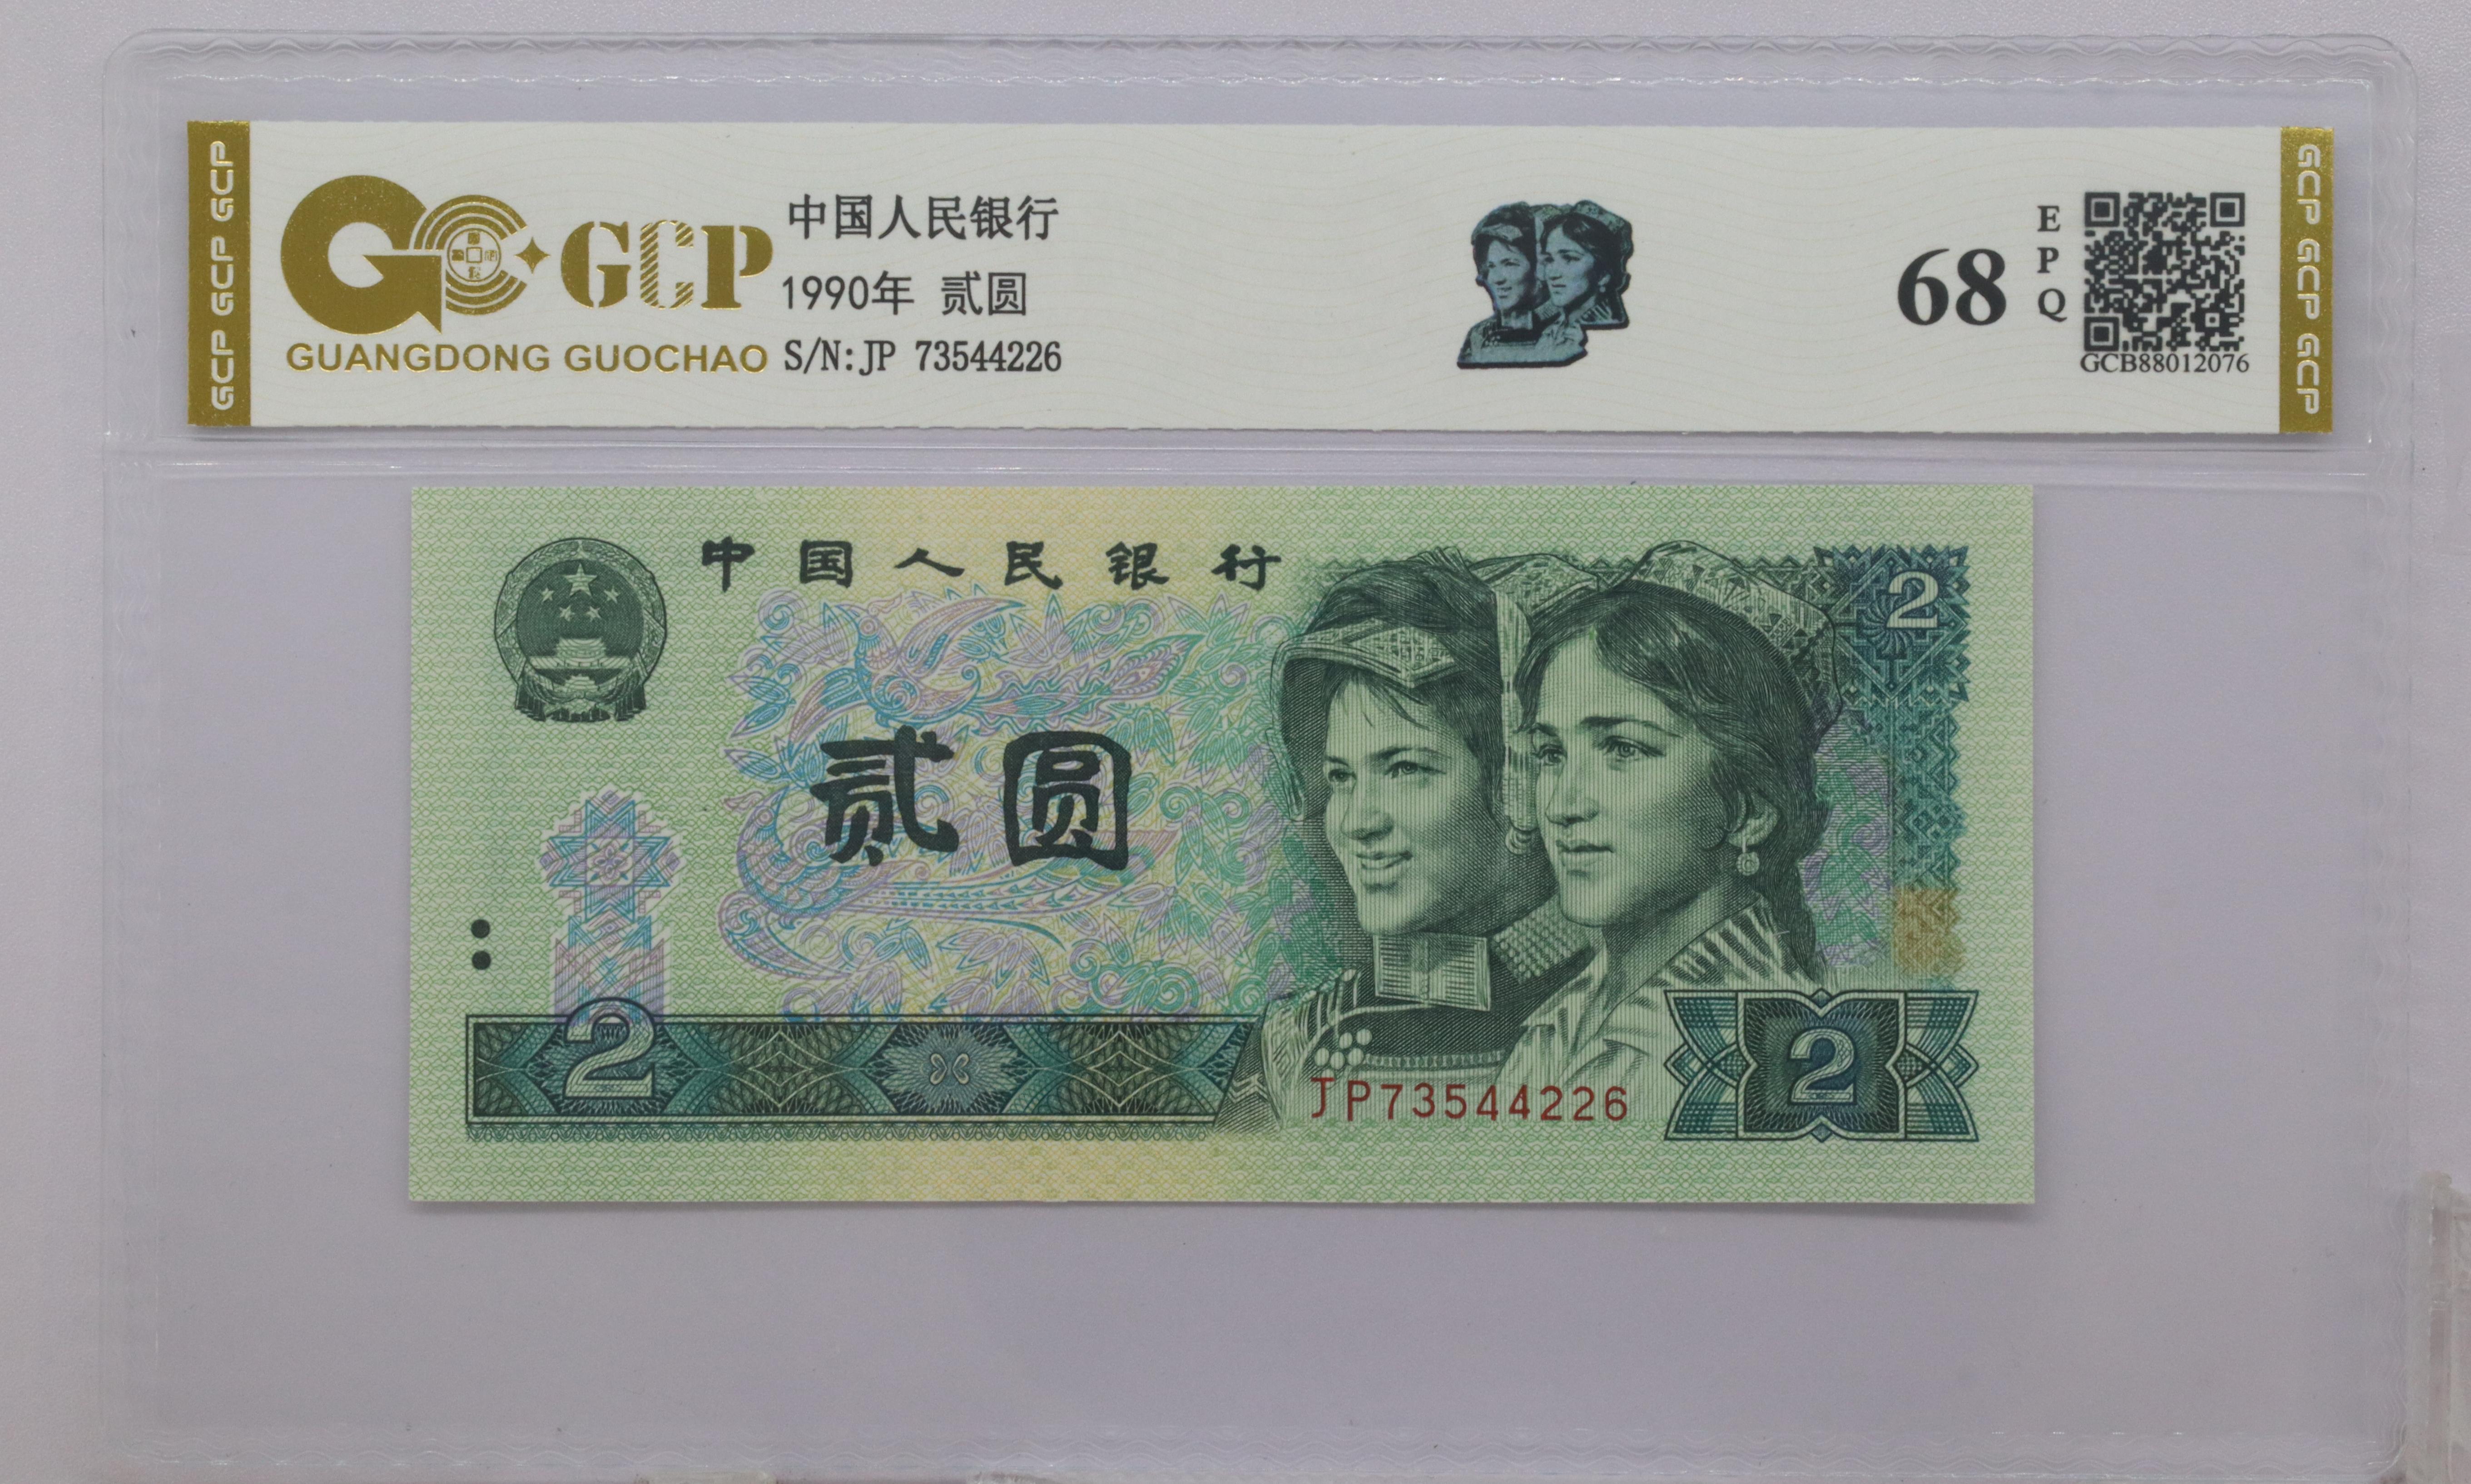 GCP GCP GCP
GCP
GUANGDONG GUOCHAO
中国人民银行
1990年 贰圆
S/N:JP 73544226
68
EPQ
GCB88012076
GCP GCP GCP
中国人民银行
2
贰圆
2
JP73544226
2